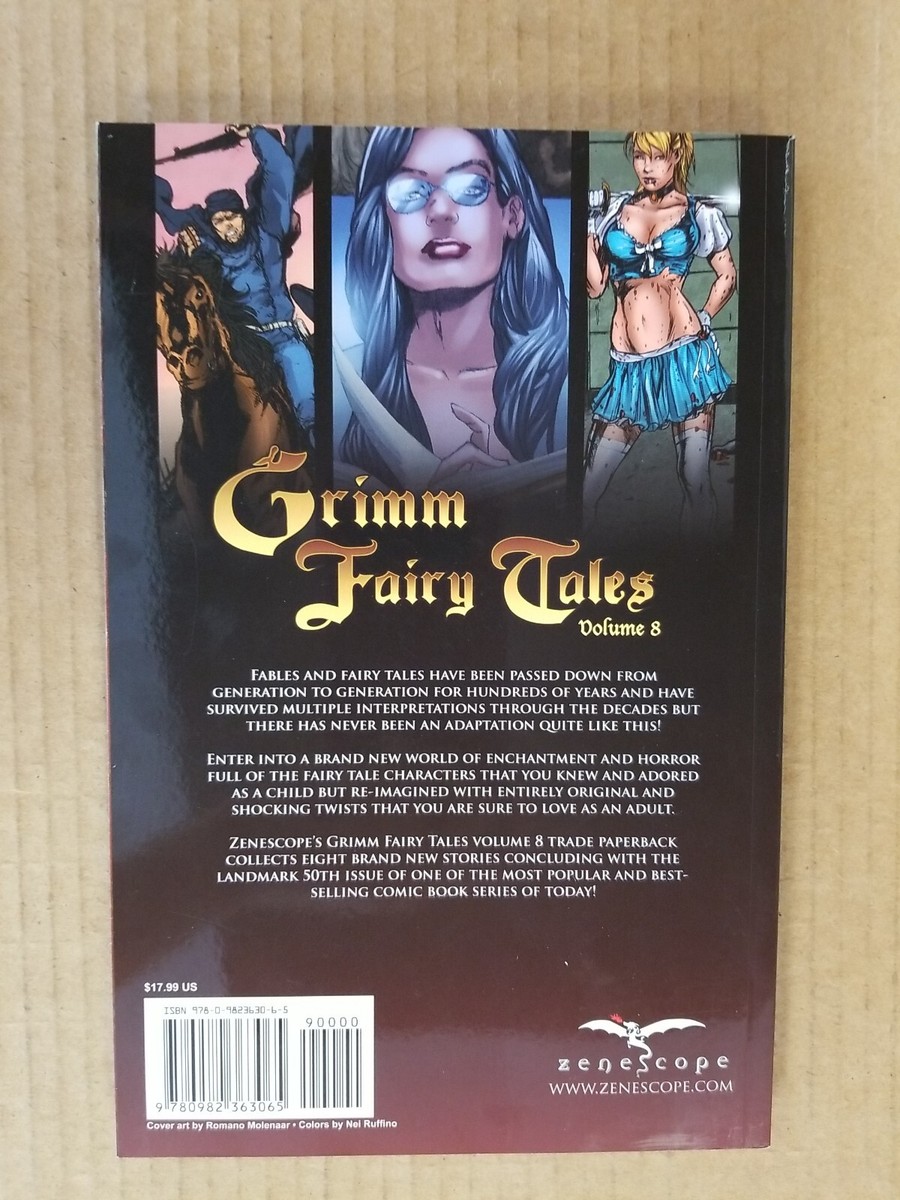 Grimm
Fairy Tales
Volume 8
FABLES AND FAIRY TALES HAVE BEEN PASSED DOWN FROM
GENERATION TO GENERATION FOR HUNDREDS OF YEARS AND HAVE
SURVIVED MULTIPLE INTERPRETATIONS THROUGH THE DECADES BUT
THERE HAS NEVER BEEN AN ADAPTATION QUITE LIKE THIS!
ENTER INTO A BRAND NEW WORLD OF ENCHANTMENT AND HORROR
FULL OF THE FAIRY TALE CHARACTERS THAT YOU KNEW AND ADORED
AS A CHILD BUT RE-IMAGINED WITH ENTIRELY ORIGINAL AND
SHOCKING TWISTS THAT YOU ARE SURE TO LOVE AS AN ADULT.
ZENESCOPE'S GRIMM FAIRY TALES VOLUME 8 TRADE PAPERBACK
COLLECTS EIGHT BRAND NEW STORIES CONCLUDING WITH THE
LANDMARK 50TH ISSUE OF ONE OF THE MOST POPULAR AND BEST-
SELLING COMIC BOOK SERIES OF TODAY!
$17.99 US
ISBN 978-0-9823630-6-5
90000
9 780982 363065
Cover art by Romano Molenaar • Colors by Nei Ruffino
zenescope
WWW.ZENESCOPE.COM